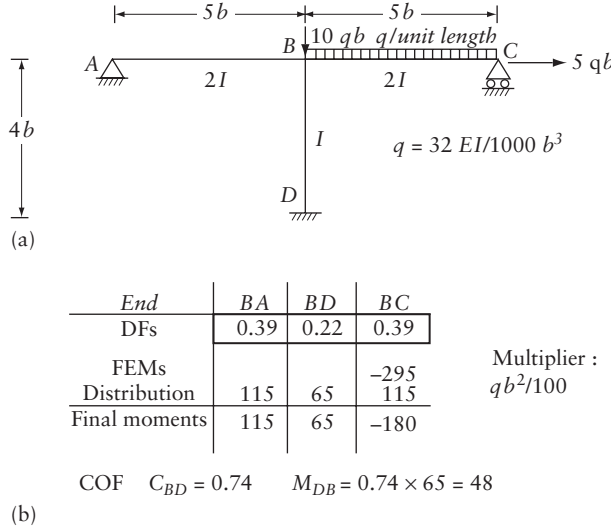 5b 5b
B 10 qb q/unit length C
A 5 qb
2I 2I
4b
I q = 32 EI/1000 b³
D
(a)
End BA BD BC
DFs 0.39 0.22 0.39
FEMs –295
Multiplier :
Distribution 115 65 115
qb²/100
Final moments 115 65 –180
COF C_BD = 0.74 M_DB = 0.74 × 65 = 48
(b)